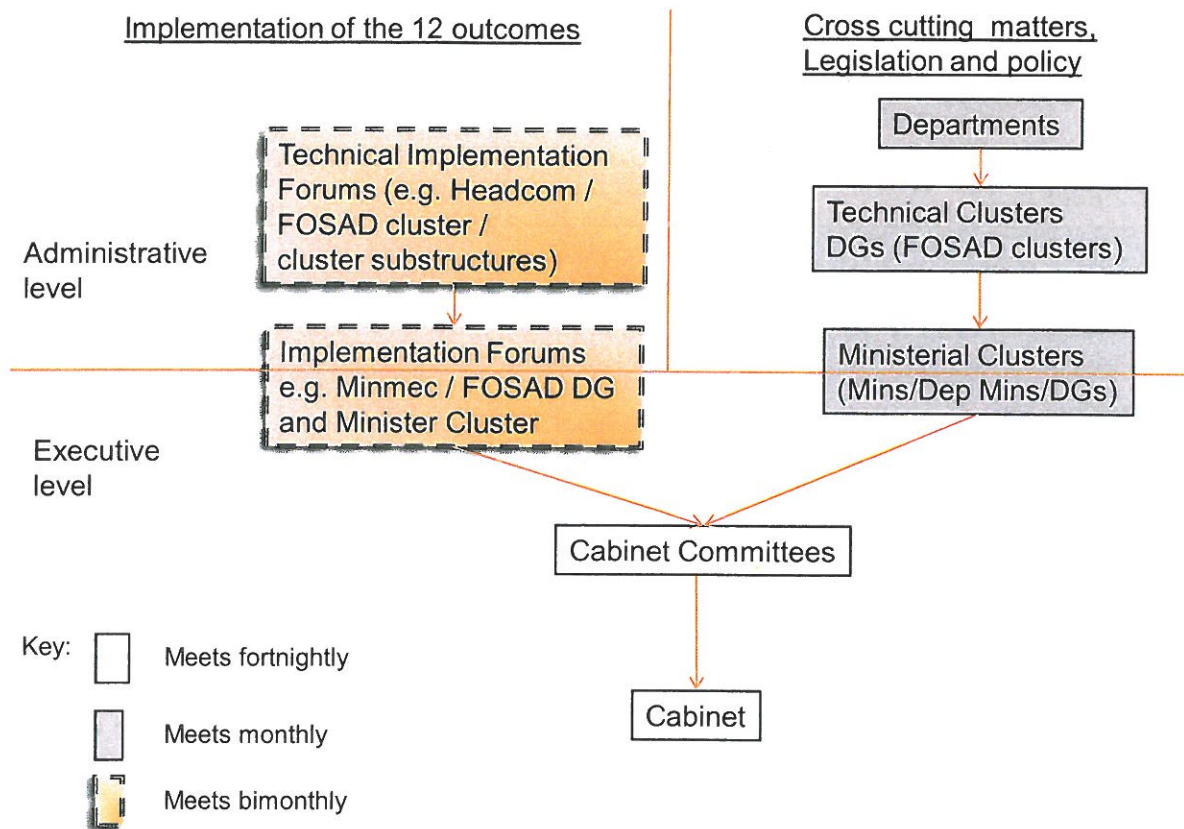 Implementation of the 12 outcomes
Cross cutting  matters,
Legislation and policy
Departments
Technical Implementation
Forums (e.g. Headcom /
FOSAD cluster /
cluster substructures)
Technical Clusters
DGs (FOSAD clusters)
Administrative
level
Implementation Forums
e.g. Minmec / FOSAD DG
and Minister Cluster
Ministerial Clusters
(Mins/Dep Mins/DGs)
Executive
level
Cabinet Committees
Cabinet
Key:
Meets fortnightly
Meets monthly
Meets bimonthly